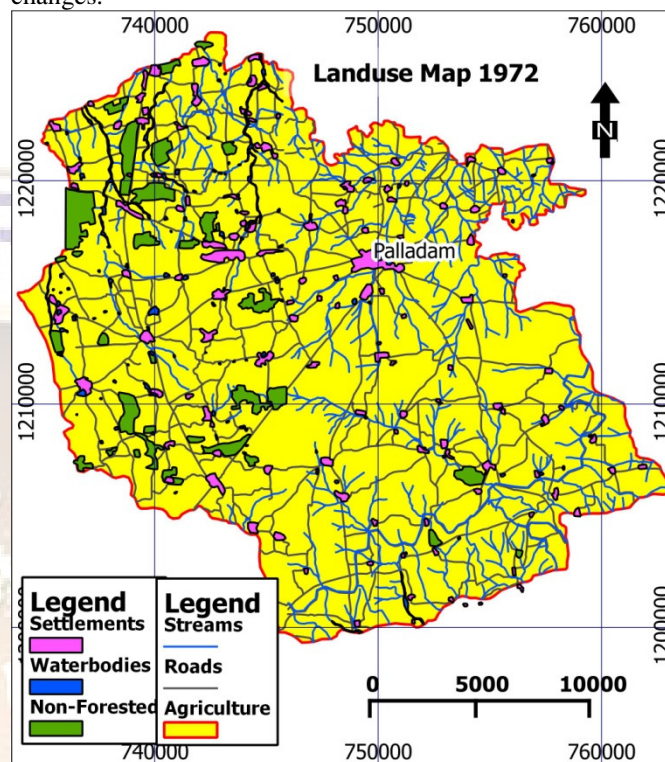 changes.
740000
750000
760000
Landuse Map 1972
N
1220000
1220000
Palladam
1210000
1210000
Legend
Settlements
Waterbodies
Non-Forested
Legend
Streams
Roads
Agriculture
1200000
0
5000
10000
740000
750000
760000